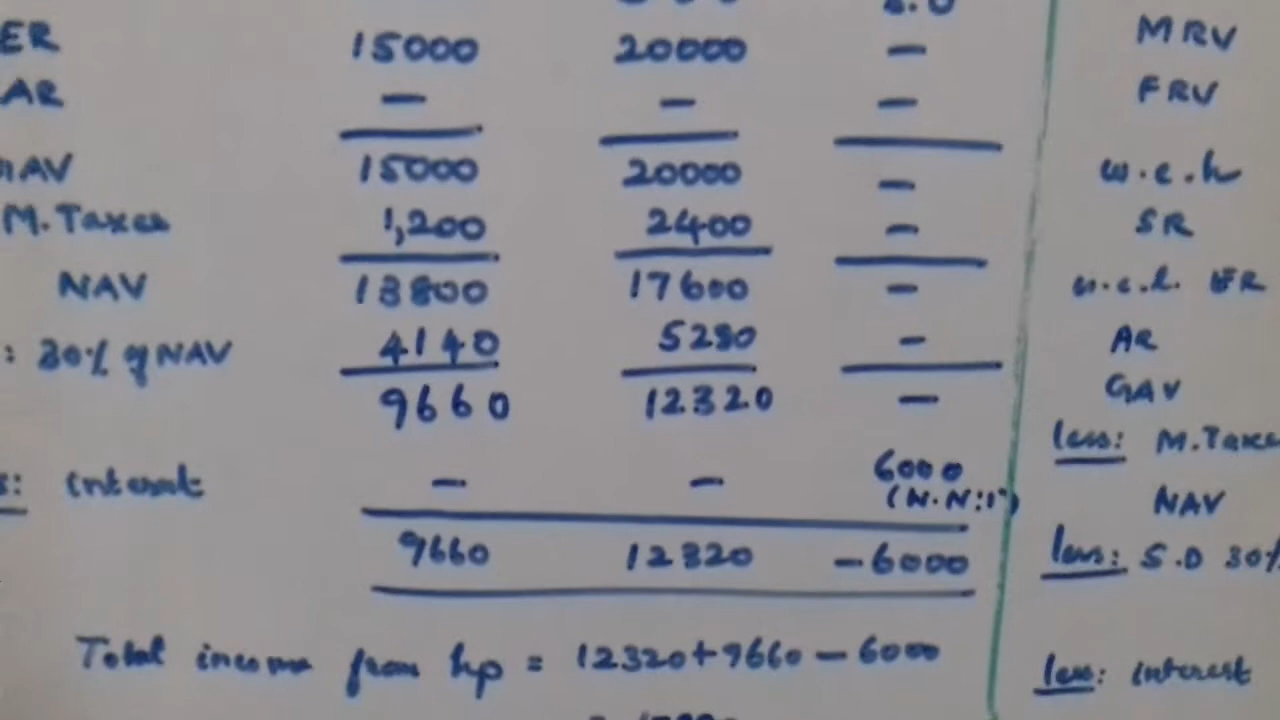 ER 15000 20000 —
AR — — —
GAV 15000 20000 —
M. Taxes 1,200 2400 —
NAV 13800 17600 —
: 30% of NAV 4140 5280 —
9660 12320 —
s: interest — — 6000
(W.N:1)
9660 12320 -6000
Total income from hp = 12320+9660-6000
MRV
FRV
w.e.h
SR
w.e.l. ER
AR
GAV
less: M.Taxes
NAV
less: S.D 30%
less: interest